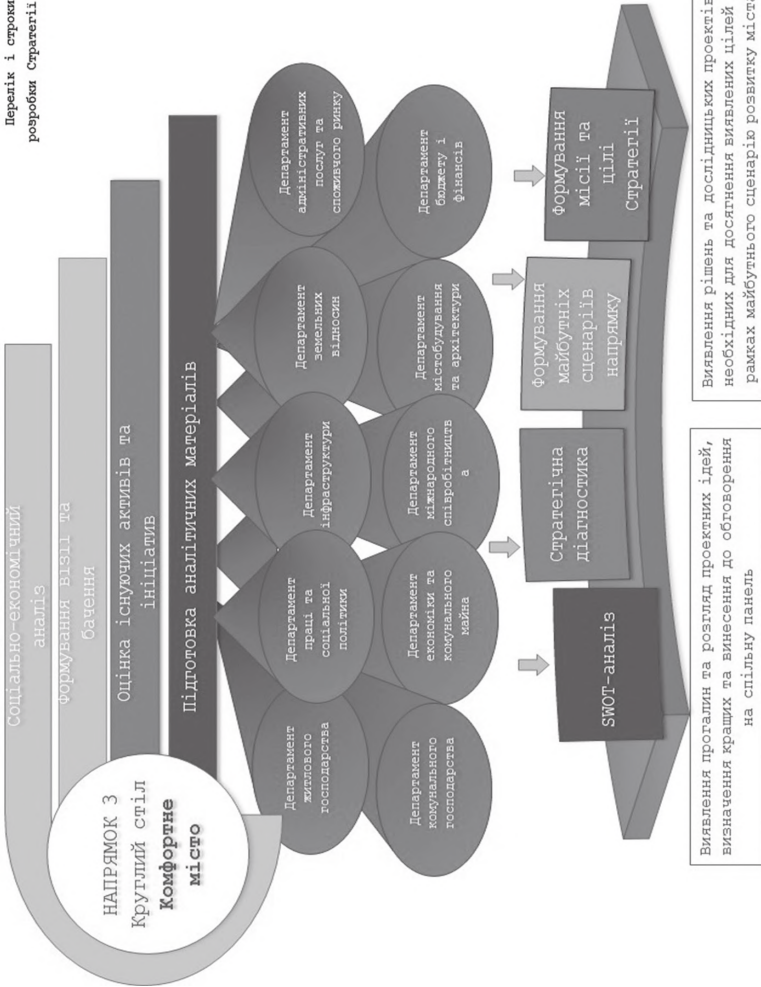 Перелік і строки
розробки Стратегії
Соціально-економічний
аналіз
Формування візії та
бачення
Оцінка існуючих активів та
ініціатив
Підготовка аналітичних матеріалів
НАПРЯМОК 3
Круглий стіл
Комфортне
місто
Департамент
житлового
господарства
Департамент
праці та
соціальної
політики
Департамент
інфраструктури
Департамент
земельних
відносин
Департамент
адміністративних
послуг та
споживчого ринку
Департамент
комунального
господарства
Департамент
економіки та
комунального
майна
Департамент
міжнародного
співробітництв
а
Департамент
містобудування
та архітектури
Департамент
бюджету і
фінансів
SWOT-аналіз
Стратегічна
діагностика
Формування
майбутніх
сценаріїв
напрямку
Формування
місії та
цілі
Стратегії
Виявлення прогалин та розгляд проектних ідей,
визначення кращих та винесення до обговорення
на спільну панель
Виявлення рішень та дослідницьких проектів
необхідних для досягнення виявлених цілей
рамках майбутнього сценарію розвитку міста